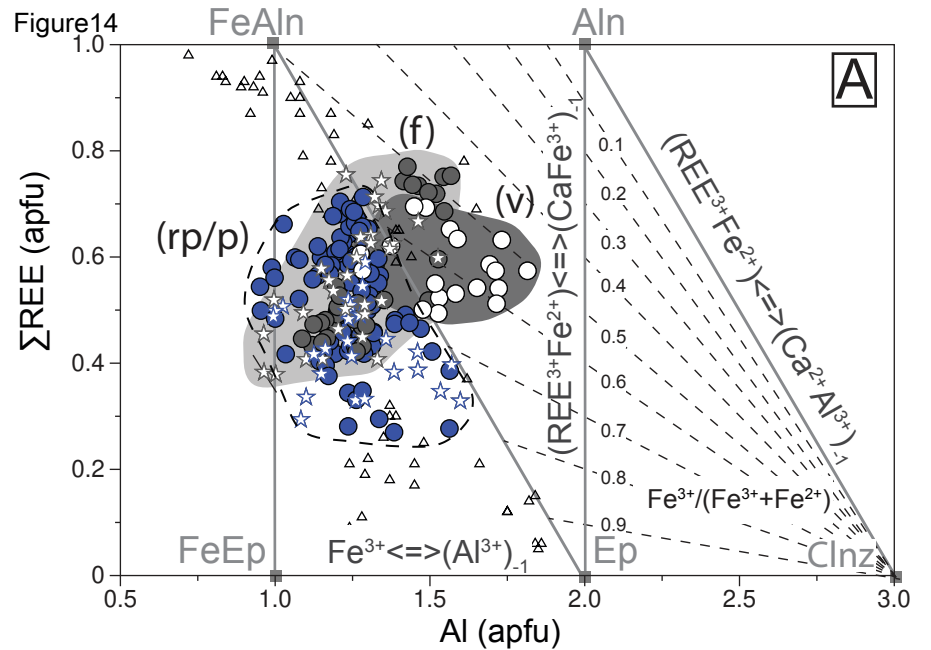 Figure14
FeAln
Aln
A
1.0
0.8
0.6
0.4
0.2
0
ΣREE (apfu)
(f)
(v)
(rp/p)
(REE³⁺Fe²⁺)<=>(CaFe³⁺)₋₁
(REE³⁺Fe²⁺)<=>(Ca²⁺Al³⁺)₋₁
0.1
0.2
0.3
0.4
0.5
0.6
0.7
0.8
0.9
Fe³⁺/(Fe³⁺+Fe²⁺)
FeEp
Fe³⁺<=>(Al³⁺)₋₁
Ep
Clnz
0.5
1.0
1.5
2.0
2.5
3.0
Al (apfu)